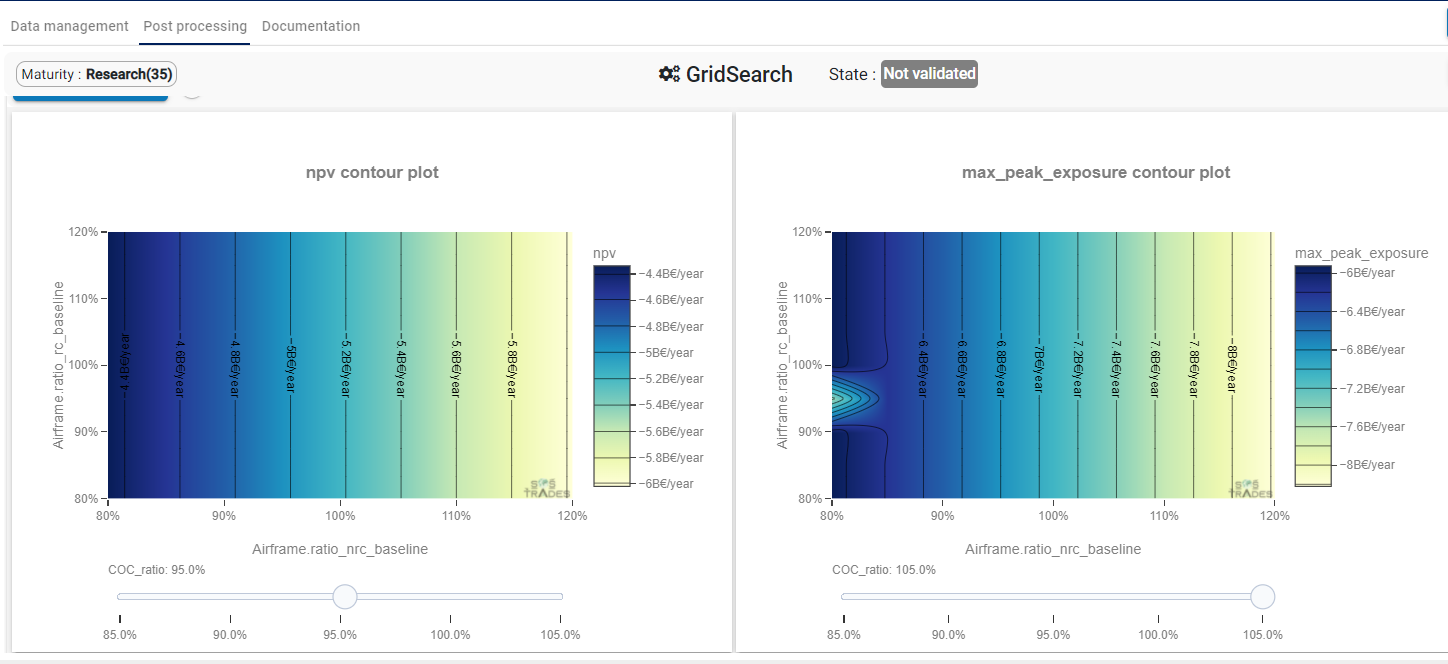 Data management Post processing Documentation
Maturity : Research(35)
GridSearch
State : Not validated
npv contour plot
120%
110%
100%
90%
80%
Airframe.ratio_rc_baseline
−4.4B€/year
−4.6B€/year
−4.8B€/year
−5B€/year
−5.2B€/year
−5.4B€/year
−5.6B€/year
−5.8B€/year
SOS
TRADES
80% 90% 100% 110% 120%
Airframe.ratio_nrc_baseline
npv
−4.4B€/year
−4.6B€/year
−4.8B€/year
−5B€/year
−5.2B€/year
−5.4B€/year
−5.6B€/year
−5.8B€/year
−6B€/year
COC_ratio: 95.0%
85.0% 90.0% 95.0% 100.0% 105.0%
max_peak_exposure contour plot
120%
110%
100%
90%
80%
Airframe.ratio_rc_baseline
−6.4B€/year
−6.6B€/year
−6.8B€/year
−7B€/year
−7.2B€/year
−7.4B€/year
−7.6B€/year
−7.8B€/year
−8B€/year
SOS
TRADES
80% 90% 100% 110% 120%
Airframe.ratio_nrc_baseline
max_peak_exposure
−6B€/year
−6.4B€/year
−6.8B€/year
−7.2B€/year
−7.6B€/year
−8B€/year
COC_ratio: 105.0%
85.0% 90.0% 95.0% 100.0% 105.0%